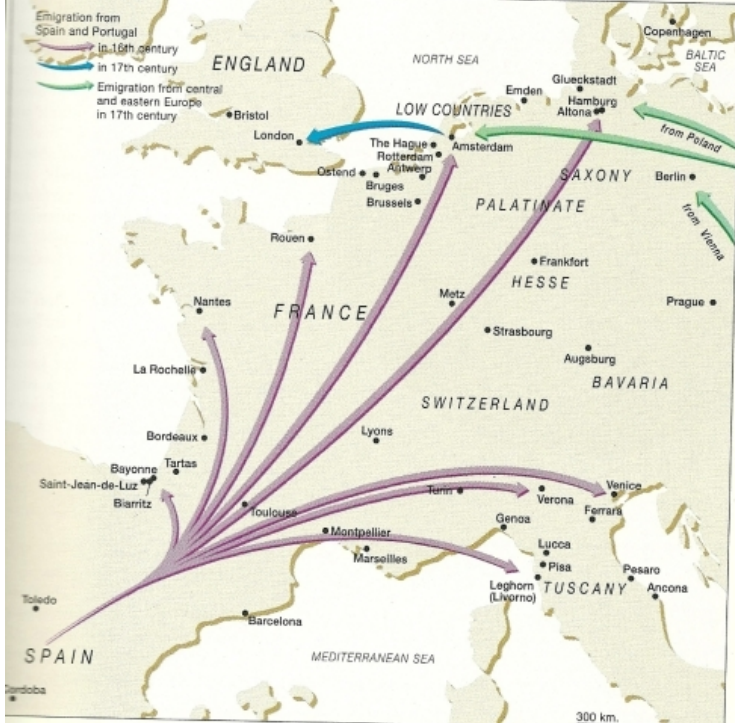 Emigration from
Spain and Portugal
in 16th century
in 17th century
Emigration from central
and eastern Europe
in 17th century
Copenhagen
NORTH SEA
BALTIC
SEA
ENGLAND
Glueckstadt
Emden
Hamburg
LOW COUNTRIES
Altona
Bristol
London
The Hague
Amsterdam
from Poland
Rotterdam
Antwerp
Ostend
SAXONY
Berlin
Bruges
Brussels
PALATINATE
from Vienna
Rouen
Frankfort
HESSE
Nantes
Metz
Prague
FRANCE
Strasbourg
Augsburg
La Rochelle
BAVARIA
SWITZERLAND
Lyons
Bordeaux
Bayonne
Tartas
Saint-Jean-de-Luz
Biarritz
Turin
Venice
Verona
Toulouse
Ferrara
Genoa
Montpellier
Lucca
Marseilles
Pisa
Pesaro
Leghorn
(Livorno)
TUSCANY
Ancona
Toledo
Barcelona
SPAIN
MEDITERRANEAN SEA
Cordoba
300 km.